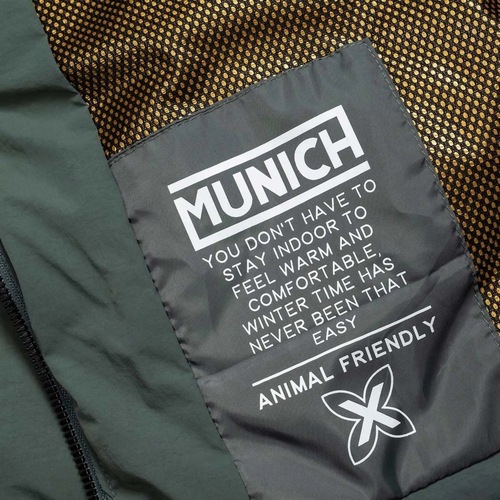 MUNICH
YOU DON'T HAVE TO
STAY INDOOR TO
FEEL WARM AND
COMFORTABLE,
WINTER TIME HAS
NEVER BEEN THAT
EASY
ANIMAL FRIENDLY
X